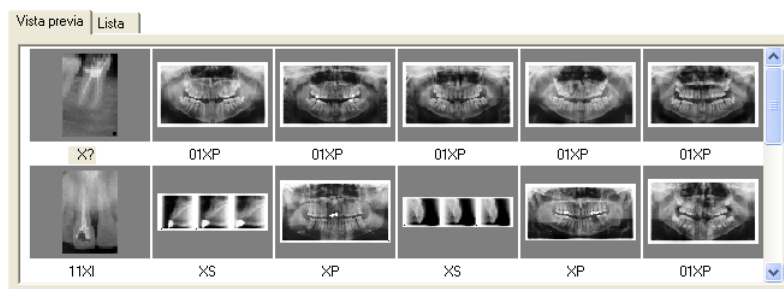 Vista previa Lista
X? 01XP 01XP 01XP 01XP 01XP
11XI XS XP XS XP 01XP